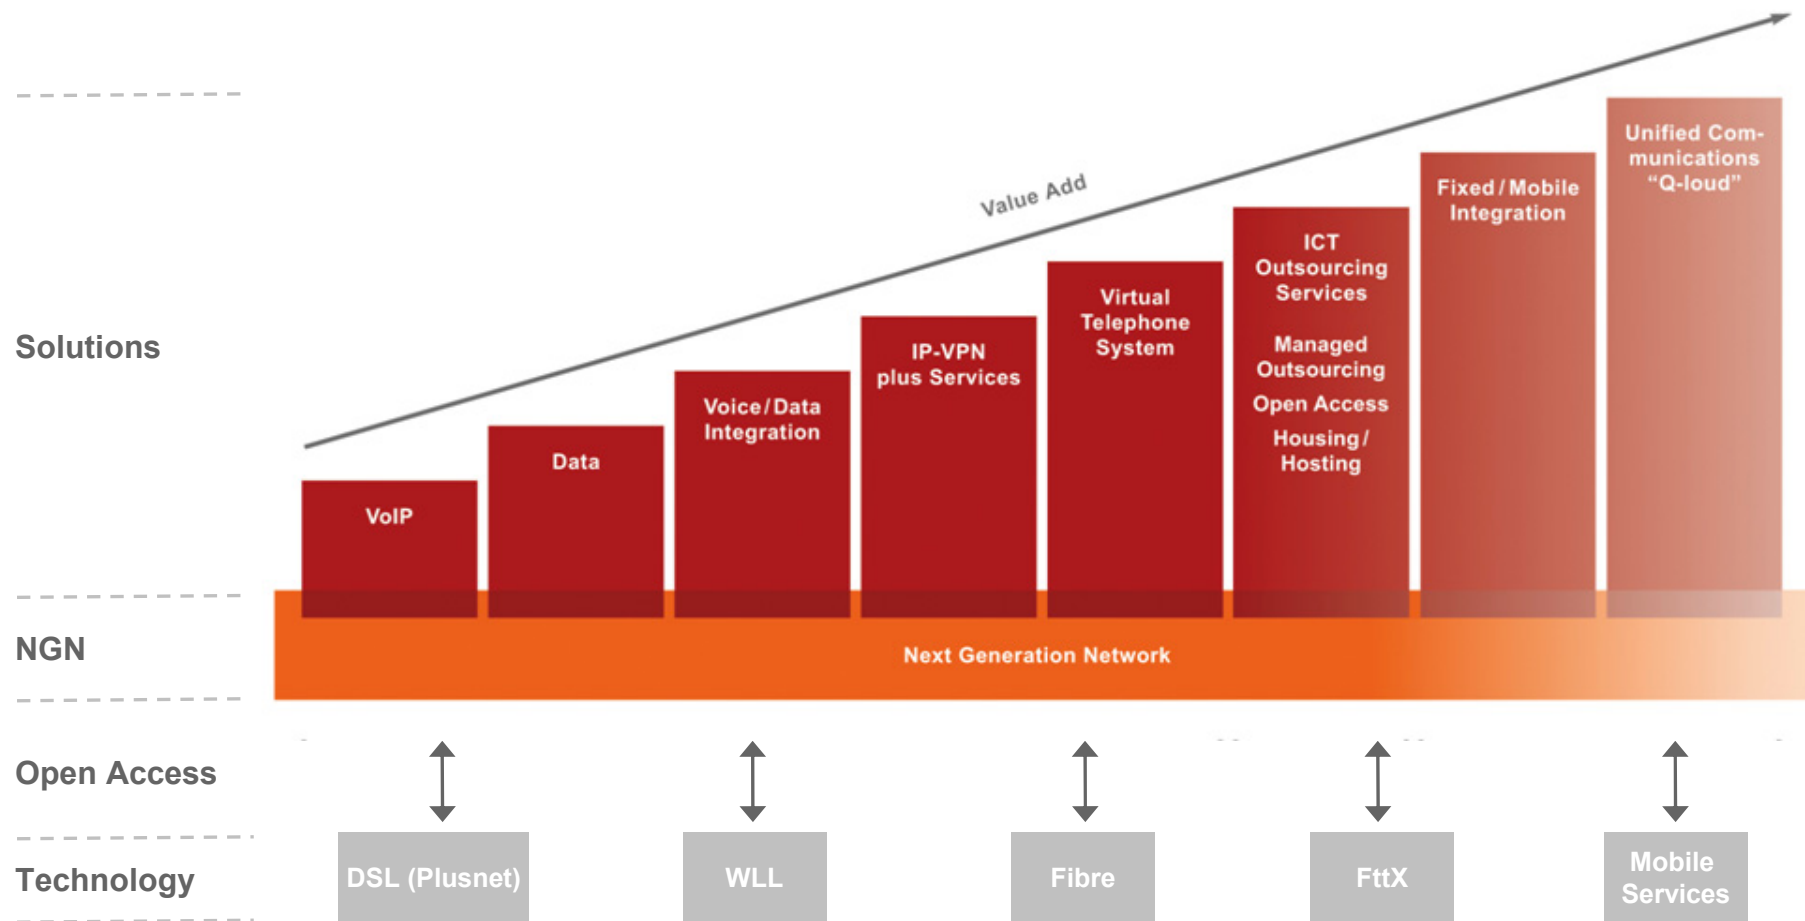 Value Add
Unified Com-
munications
“Q-loud”
Fixed / Mobile
Integration
ICT
Outsourcing
Services
Managed
Outsourcing
Open Access
Housing /
Hosting
Virtual
Telephone
System
IP-VPN
plus Services
Voice / Data
Integration
Data
VoIP
Solutions
NGN
Next Generation Network
Open Access
Technology
DSL (Plusnet)
WLL
Fibre
FttX
Mobile
Services